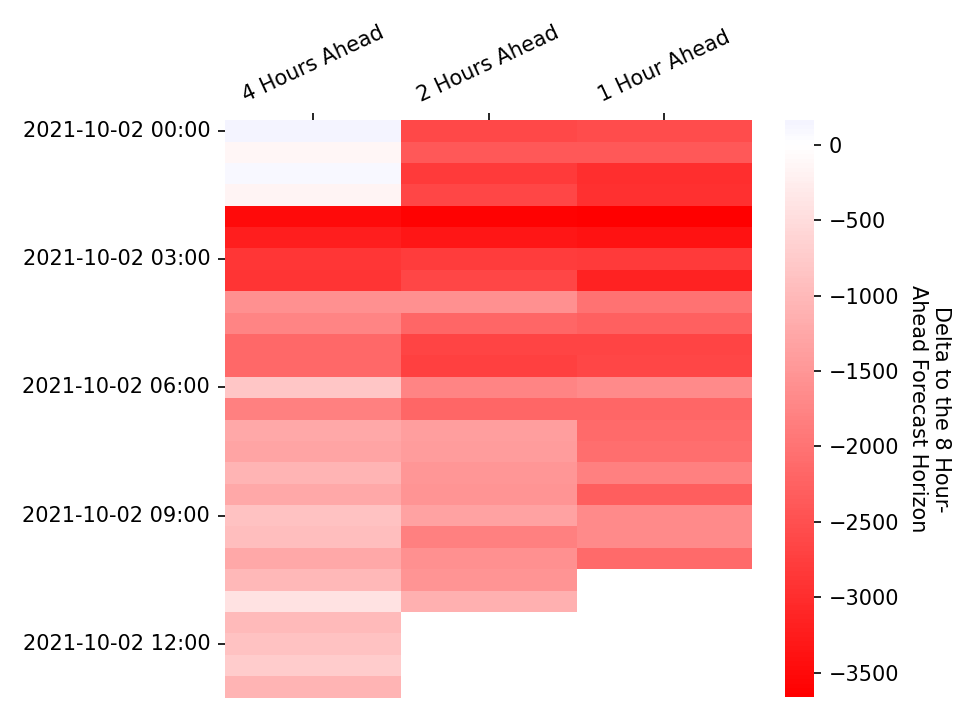 4 Hours Ahead
2 Hours Ahead
1 Hour Ahead
2021-10-02 00:00
2021-10-02 03:00
2021-10-02 06:00
2021-10-02 09:00
2021-10-02 12:00
0
−500
−1000
−1500
−2000
−2500
−3000
−3500
Delta to the 8 Hour-
Ahead Forecast Horizon